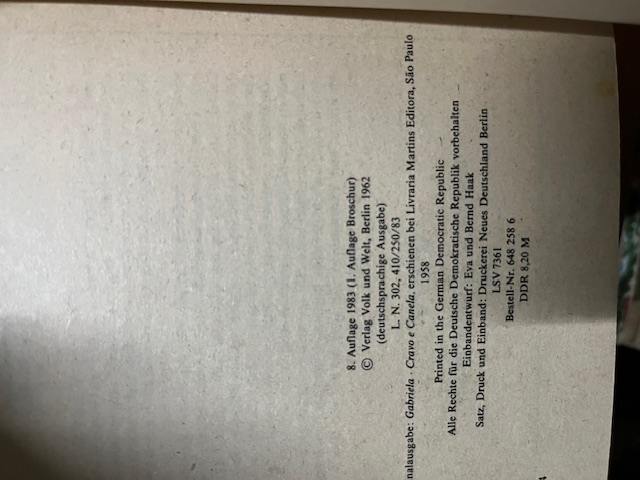 8. Auflage 1983 (1. Auflage Broschur)
© Verlag Volk und Welt, Berlin 1962
(deutschsprachige Ausgabe)
L. N. 302, 410/250/83
nalausgabe: Gabriela · Cravo e Canela, erschienen bei Livraria Martins Editora, São Paulo
1958
Printed in the German Democratic Republic
Alle Rechte für die Deutsche Demokratische Republik vorbehalten
Einbandentwurf: Eva und Bernd Haak
Satz, Druck und Einband: Druckerei Neues Deutschland Berlin
LSV 7361
Bestell-Nr. 648 258 6
DDR 8,20 M